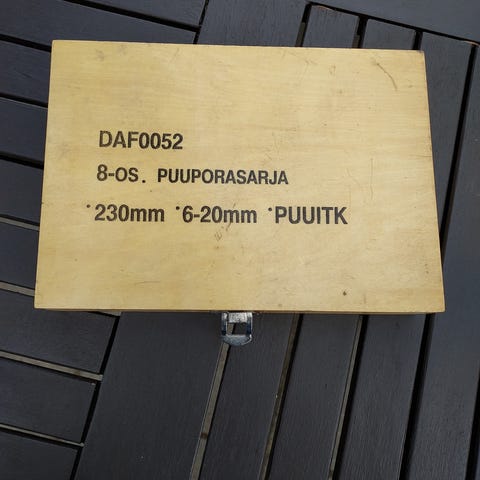 DAF0052
8-OS. PUUPORASARJA
·230mm ·6-20mm ·PUUITK